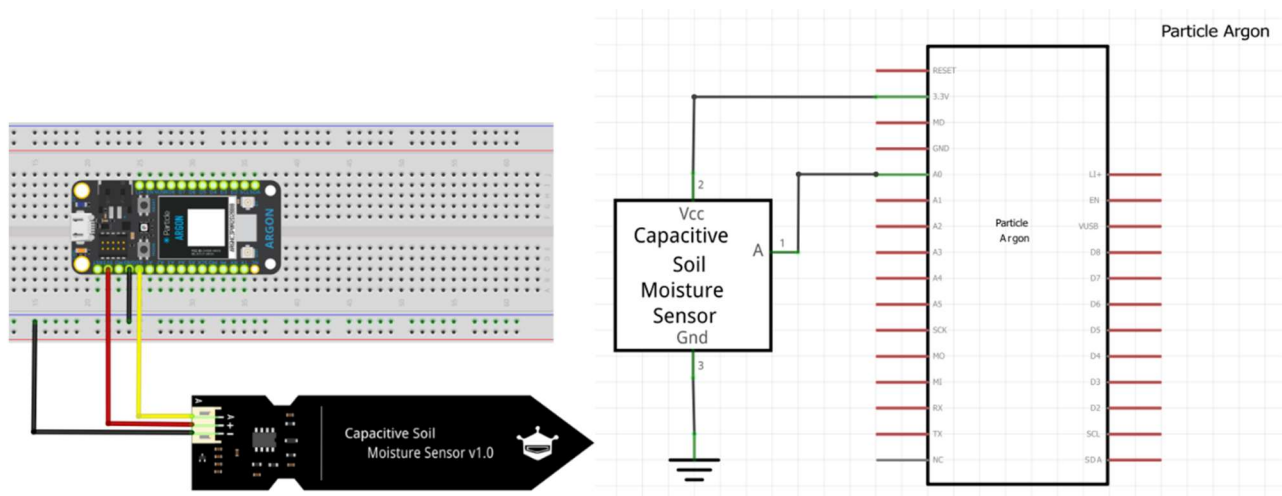 Particle
ARGON
ARGON
A
A
+
Capacitive Soil
Moisture Sensor v1.0
Particle Argon
RESET
3.3V
MD
GND
A0
A1
A2
A3
A4
A5
SCK
MO
MI
RX
TX
NC
Particle
Argon
LI+
EN
VUSB
D8
D7
D6
D5
D4
D3
D2
SCL
SDA
2
Vcc
Capacitive
Soil
Moisture
Sensor
Gnd
A
1
3